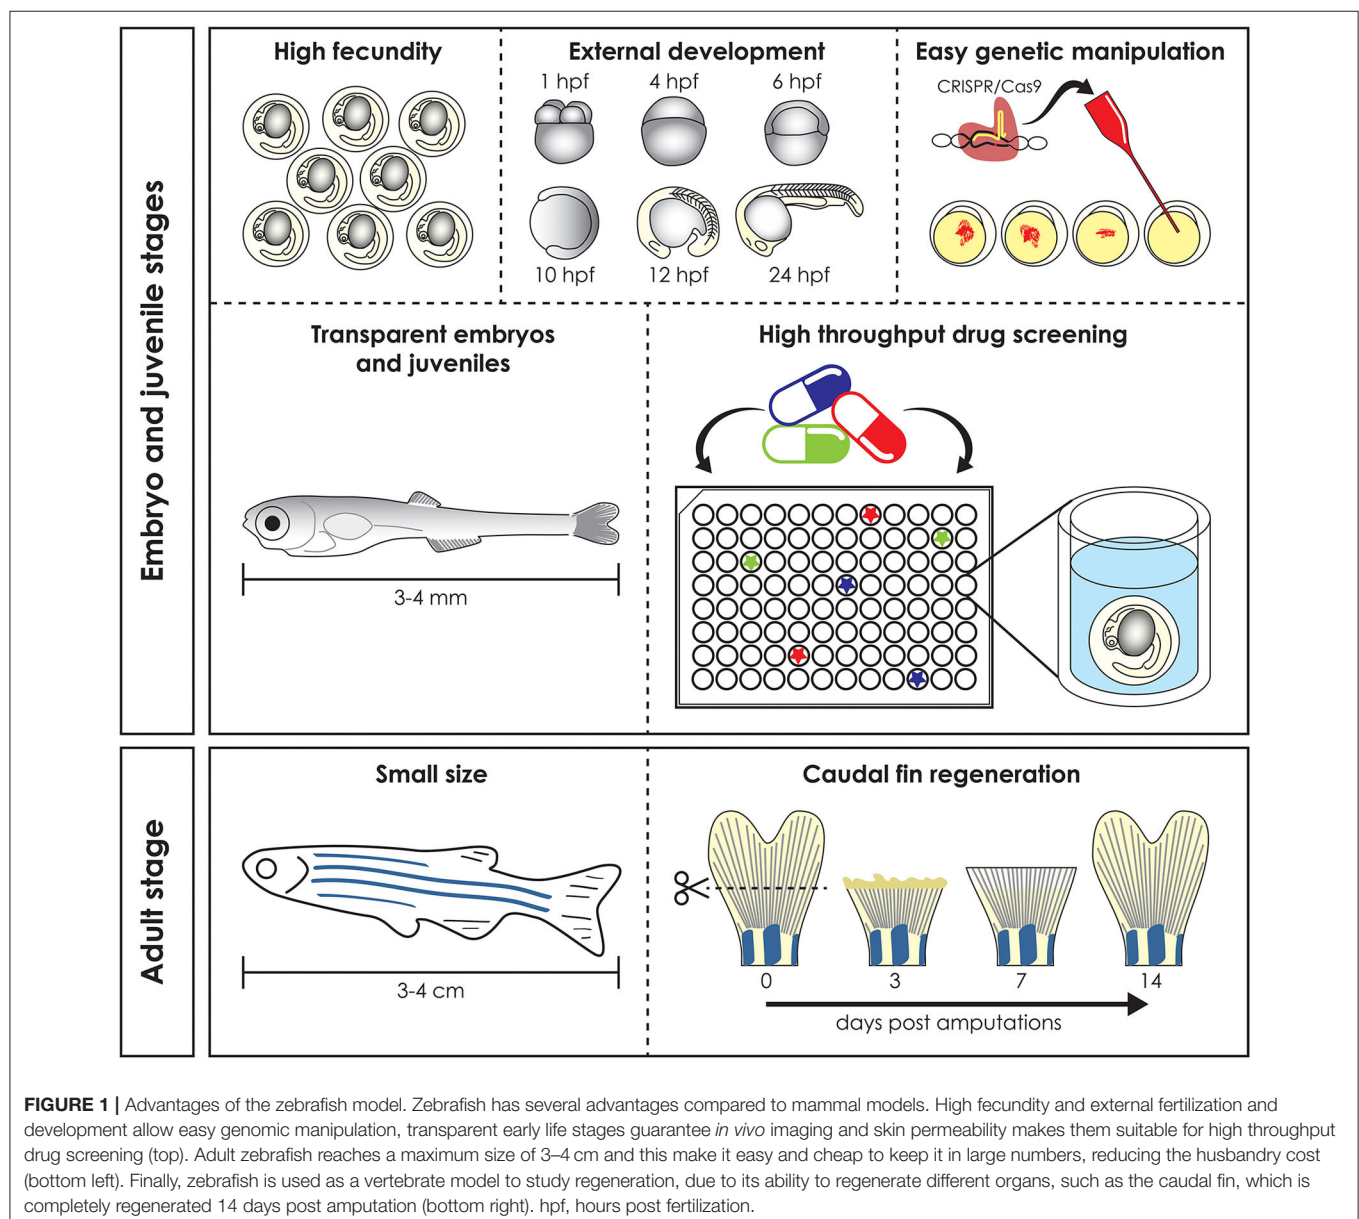 Embryo and juvenile stages
High fecundity
External development
1 hpf
4 hpf
6 hpf
10 hpf
12 hpf
24 hpf
Easy genetic manipulation
CRISPR/Cas9
Transparent embryos
and juveniles
3-4 mm
High throughput drug screening
Adult stage
Small size
3-4 cm
Caudal fin regeneration
0
3
7
14
days post amputations
FIGURE 1 | Advantages of the zebrafish model. Zebrafish has several advantages compared to mammal models. High fecundity and external fertilization and
development allow easy genomic manipulation, transparent early life stages guarantee in vivo imaging and skin permeability makes them suitable for high throughput
drug screening (top). Adult zebrafish reaches a maximum size of 3–4 cm and this make it easy and cheap to keep it in large numbers, reducing the husbandry cost
(bottom left). Finally, zebrafish is used as a vertebrate model to study regeneration, due to its ability to regenerate different organs, such as the caudal fin, which is
completely regenerated 14 days post amputation (bottom right). hpf, hours post fertilization.